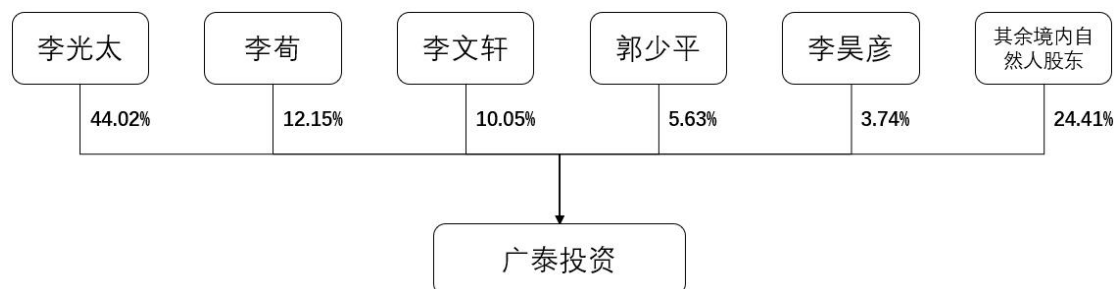 李光太
李荀
李文轩
郭少平
李昊彦
其余境内自
然人股东
44.02%
12.15%
10.05%
5.63%
3.74%
24.41%
广泰投资